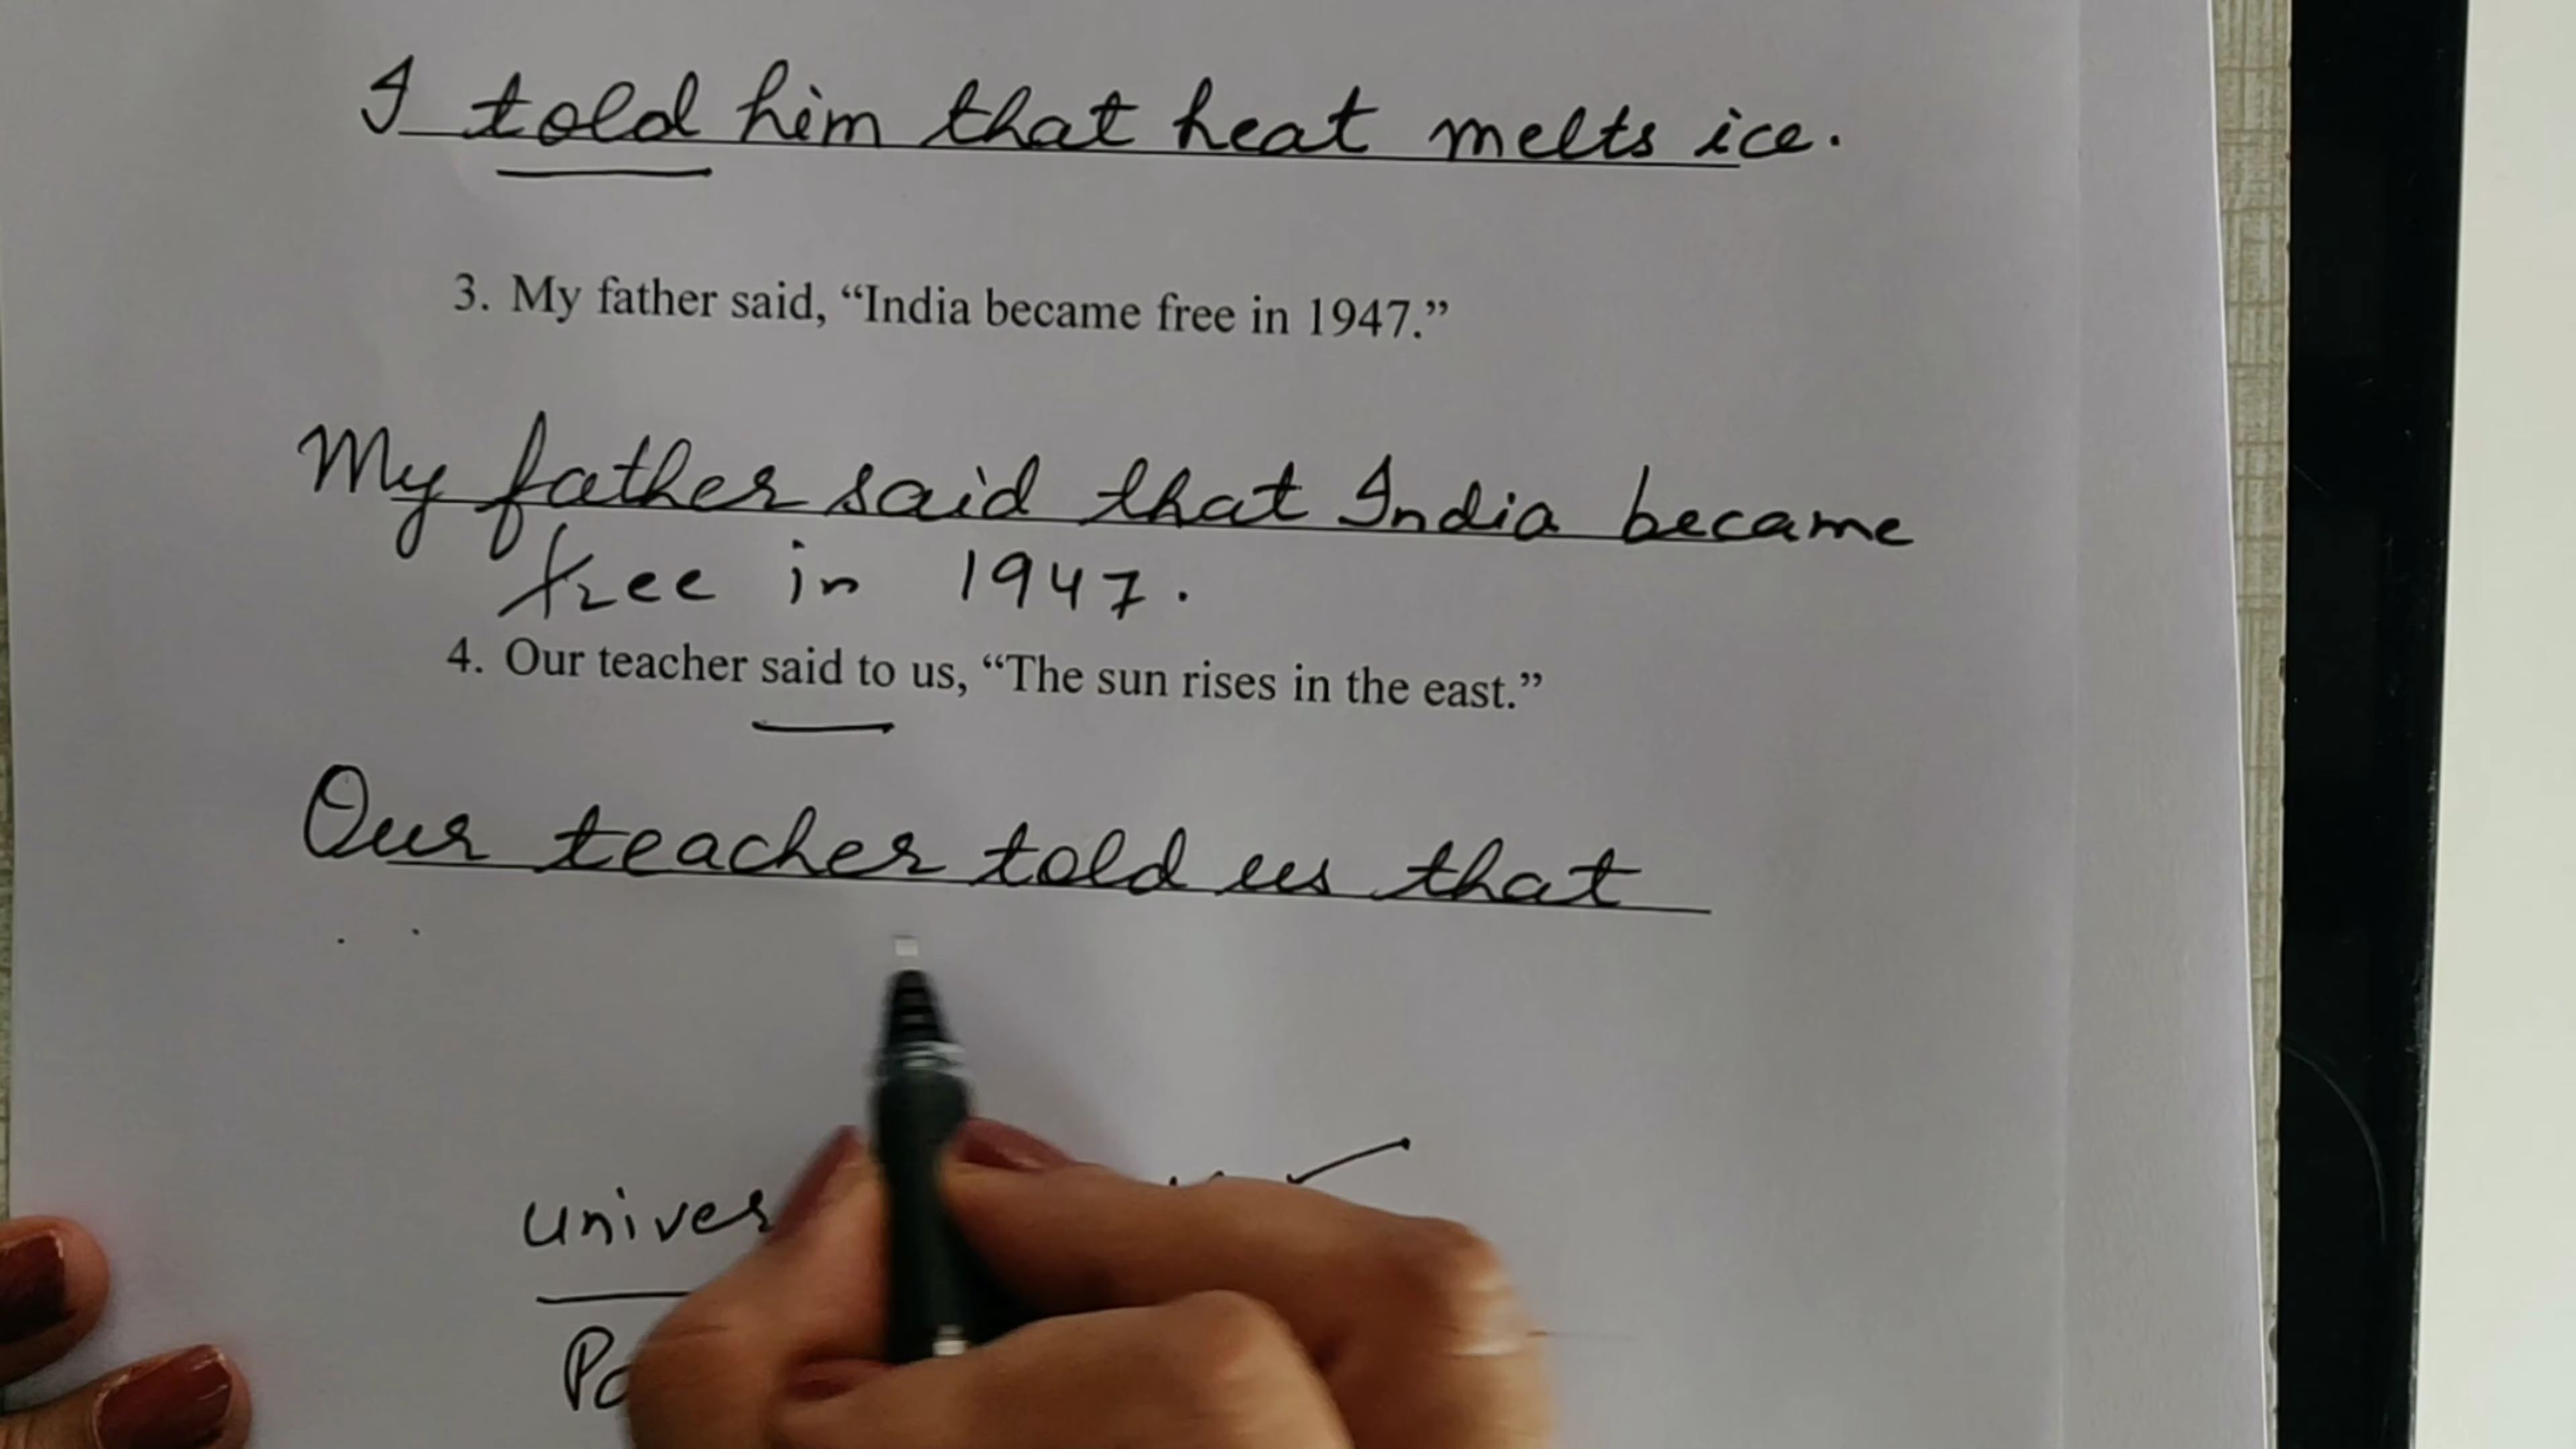 I told him that heat melts ice.
3. My father said, “India became free in 1947.”
My father said that India became
free in 1947.
4. Our teacher said to us, “The sun rises in the east.”
Our teacher told us that